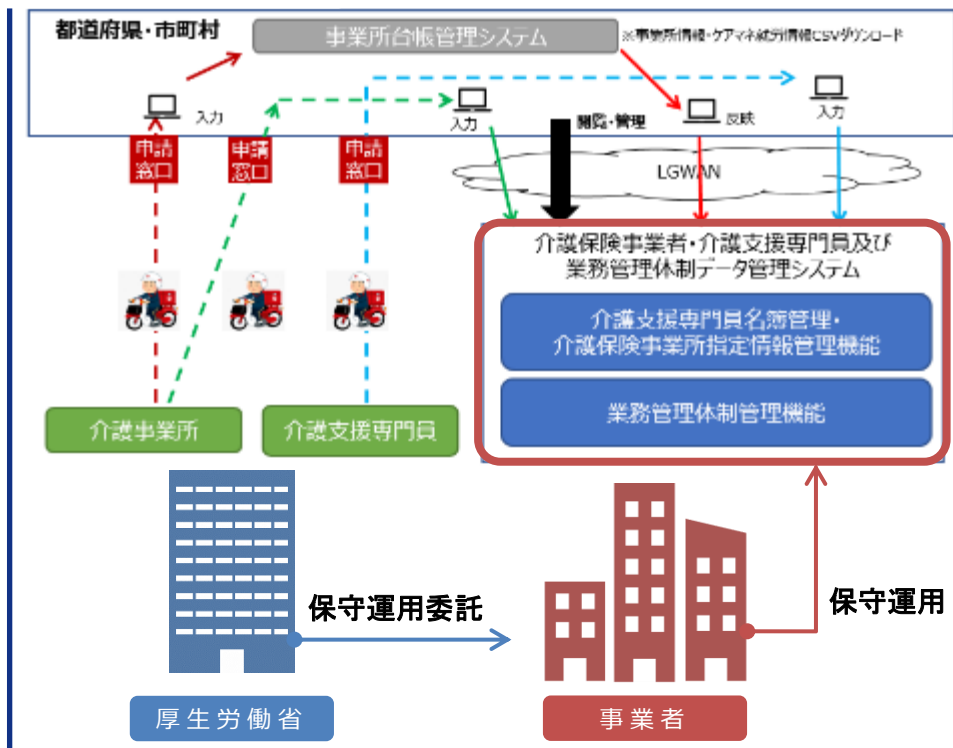 都道府県・市町村
事業所台帳管理システム
※事業所情報・ケアマネ就労情報CSVダウンロード
入力
入力
閲覧・管理
反映
入力
申請
窓口
申請
窓口
申請
窓口
LGWAN
介護保険事業者・介護支援専門員及び
業務管理体制データ管理システム
介護支援専門員名簿管理・
介護保険事業所指定情報管理機能
業務管理体制管理機能
介護事業所
介護支援専門員
保守運用委託
保守運用
厚生労働省
事業者